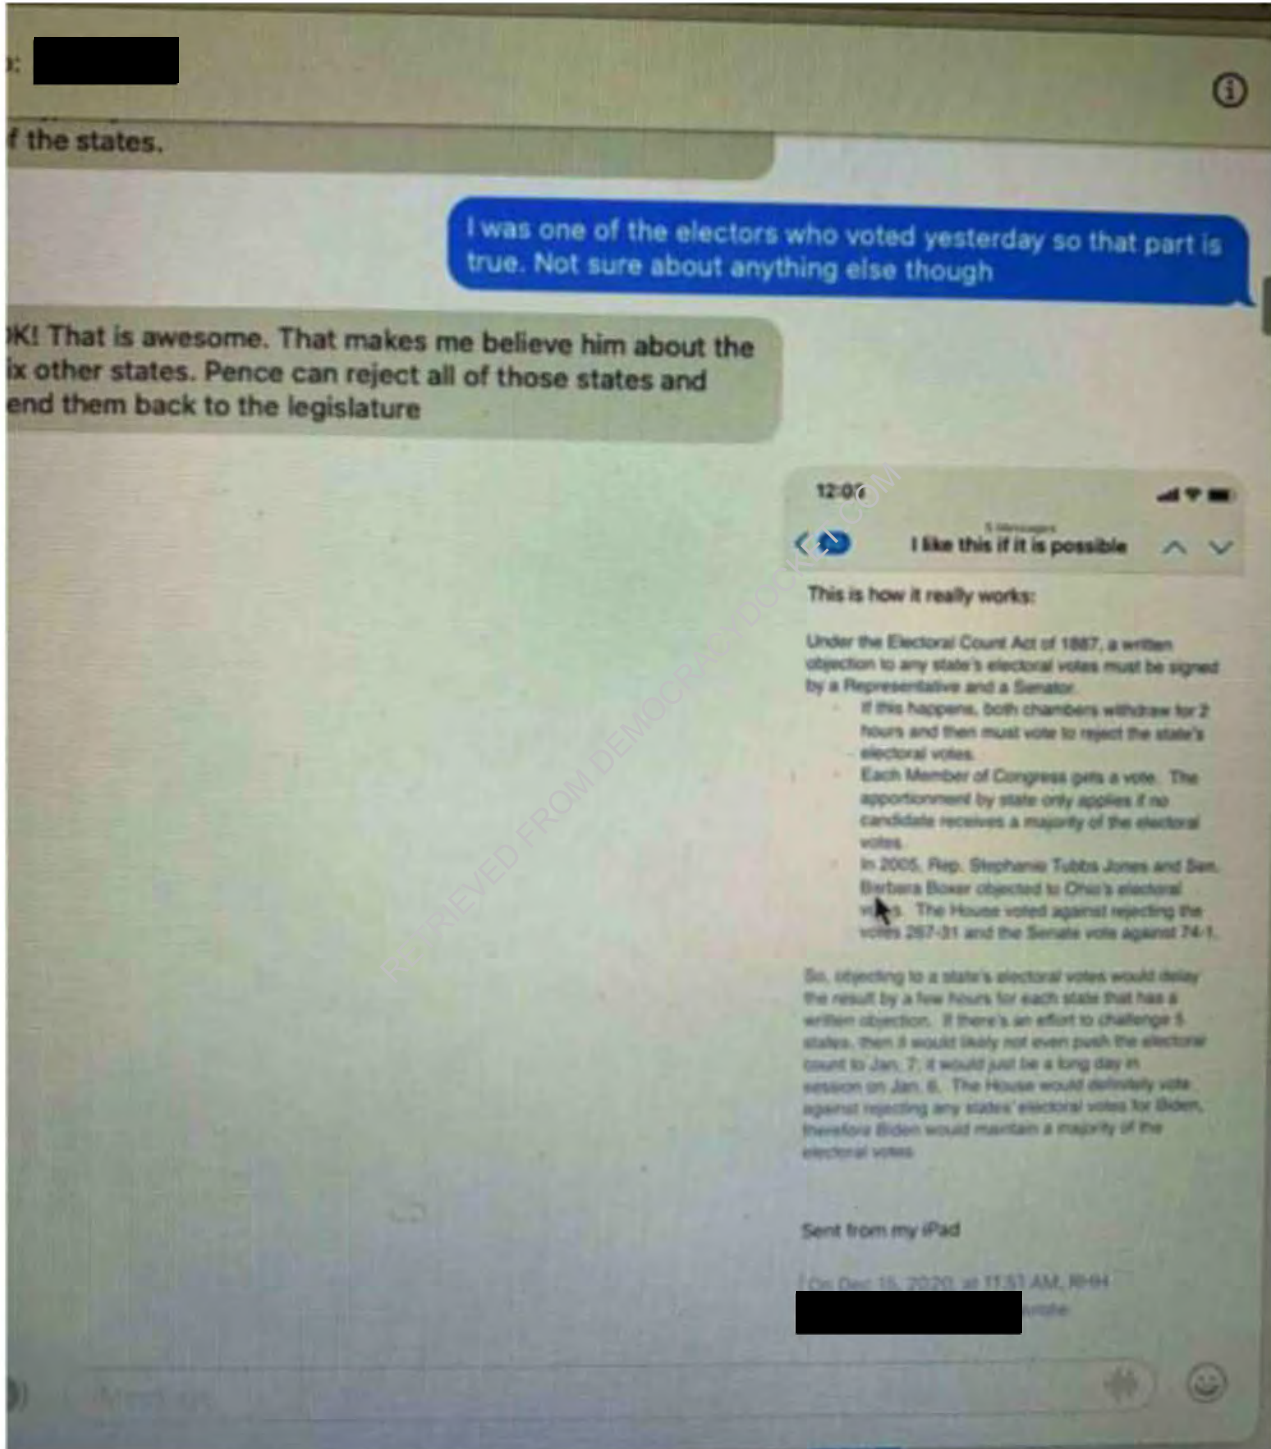 :
f the states.
I was one of the electors who voted yesterday so that part is
true. Not sure about anything else though
K! That is awesome. That makes me believe him about the
ix other states. Pence can reject all of those states and
end them back to the legislature
12:0
5 Messages
I like this if it is possible
This is how it really works:
Under the Electoral Count Act of 1887, a written
objection to any state's electoral votes must be signed
by a Representative and a Senator.
If this happens, both chambers withdraw for 2
hours and then must vote to reject the state's
electoral votes.
Each Member of Congress gets a vote. The
apportionment by state only applies if no
candidate receives a majority of the electoral
votes.
In 2005, Rep. Stephanie Tubbs Jones and Sen.
Barbara Boxer objected to Ohio's electoral
votes. The House voted against rejecting the
votes 267-31 and the Senate vote against 74-1.
So, objecting to a state's electoral votes would delay
the result by a few hours for each state that has a
written objection. If there's an effort to challenge 5
states, then it would likely not even push the electoral
count to Jan. 7; it would just be a long day in
session on Jan. 6. The House would definitely vote
against rejecting any states' electoral votes for Biden,
therefore Biden would maintain a majority of the
electoral votes
Sent from my iPad
On Dec 15, 2020, at 11:51 AM, RHH
wrote:
RETRIEVED FROM DEMOCRACYDOCKET.COM